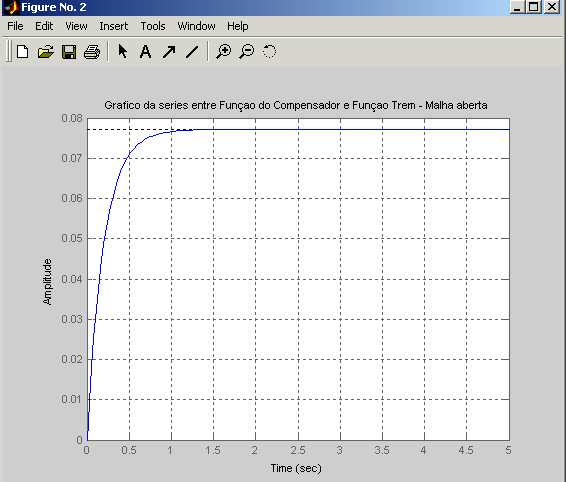 Figure No. 2
File Edit View Insert Tools Window Help
A
Grafico da series entre Funçao do Compensador e Funçao Trem - Malha aberta
0.08
0.07
0.06
0.05
0.04
0.03
0.02
0.01
0
Amplitude
0 0.5 1 1.5 2 2.5 3 3.5 4 4.5 5
Time (sec)